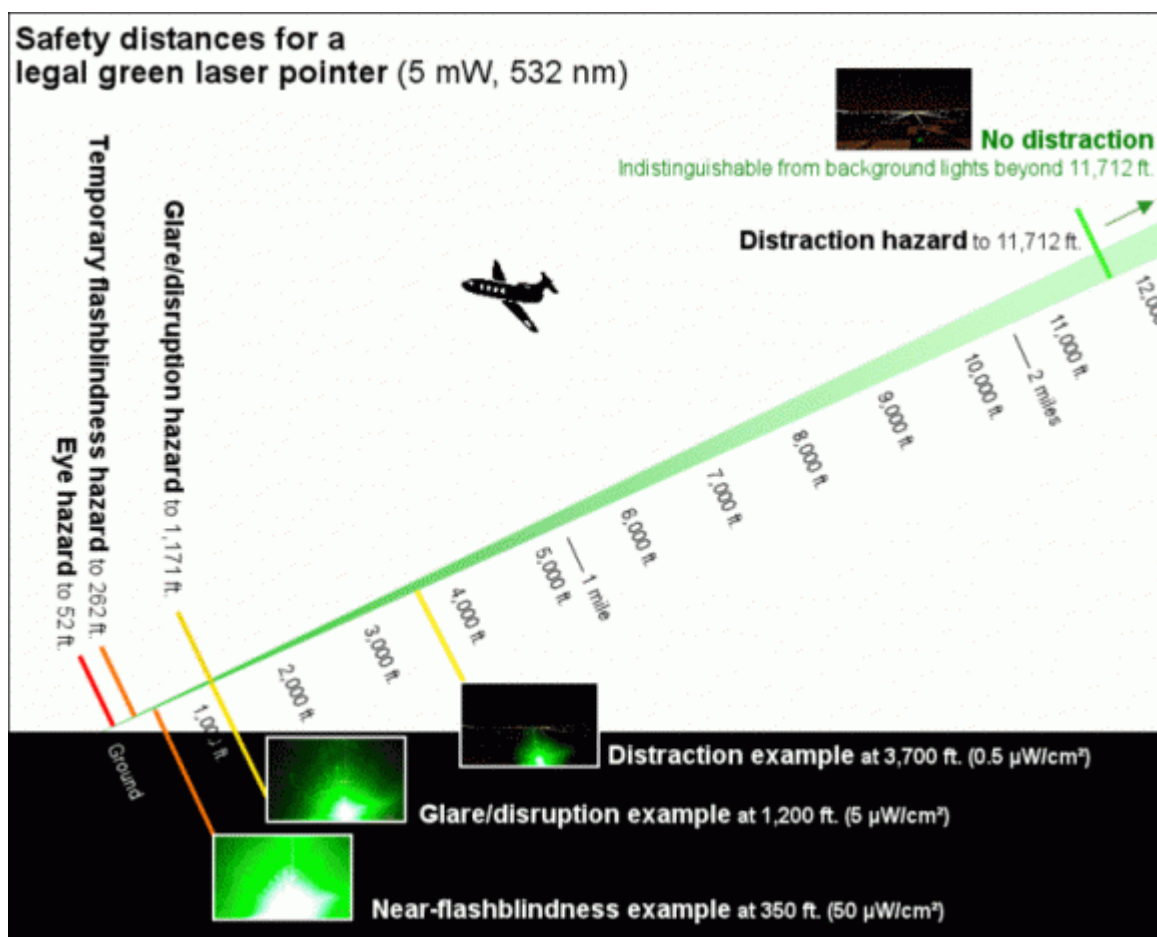 Safety distances for a
legal green laser pointer (5 mW, 532 nm)
No distraction
Indistinguishable from background lights beyond 11,712 ft.
Distraction hazard to 11,712 ft.
Glare/disruption hazard to 1,171 ft.
Temporary flashblindness hazard to 262 ft.
Eye hazard to 52 ft.
Ground
2,000 ft.
3,000 ft.
4,000 ft.
5,000 ft.
1 mile
6,000 ft.
7,000 ft.
8,000 ft.
9,000 ft.
10,000 ft.
2 miles
11,000 ft.
Distraction example at 3,700 ft. (0.5 µW/cm²)
Glare/disruption example at 1,200 ft. (5 µW/cm²)
Near-flashblindness example at 350 ft. (50 µW/cm²)